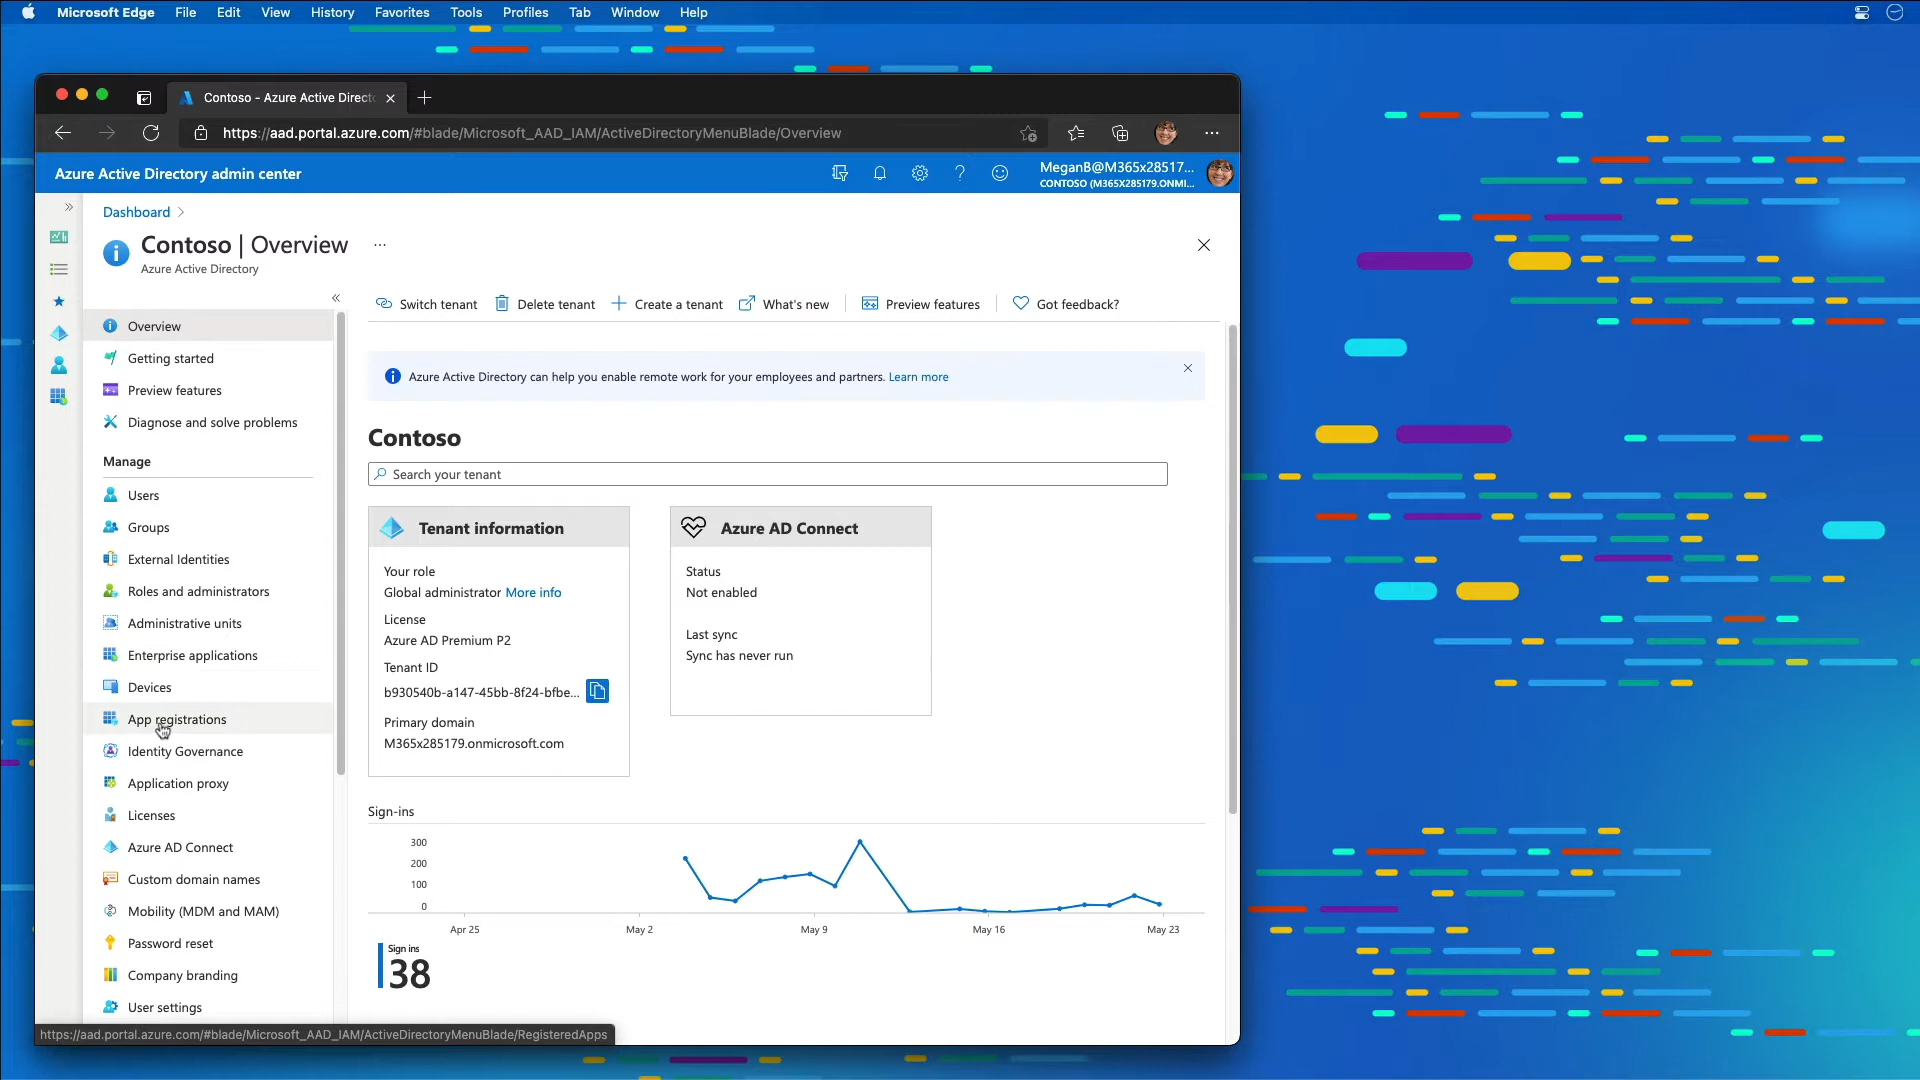 Microsoft Edge File Edit View History Favorites Tools Profiles Tab Window Help
Contoso - Azure Active Direct
https://aad.portal.azure.com/#blade/Microsoft_AAD_IAM/ActiveDirectoryMenuBlade/Overview
Azure Active Directory admin center
MeganB@M365x28517...
CONTOSO (M365X285179.ONMI...
Dashboard
Contoso | Overview
Azure Active Directory
Overview
Getting started
Preview features
Diagnose and solve problems
Manage
Users
Groups
External Identities
Roles and administrators
Administrative units
Enterprise applications
Devices
App registrations
Identity Governance
Application proxy
Licenses
Azure AD Connect
Custom domain names
Mobility (MDM and MAM)
Password reset
Company branding
User settings
Switch tenant Delete tenant Create a tenant What's new Preview features Got feedback?
Azure Active Directory can help you enable remote work for your employees and partners. Learn more
Contoso
Search your tenant
Tenant information
Your role
Global administrator More info
License
Azure AD Premium P2
Tenant ID
b930540b-a147-45bb-8f24-bfbe...
Primary domain
M365x285179.onmicrosoft.com
Azure AD Connect
Status
Not enabled
Last sync
Sync has never run
Sign-ins
300
200
100
0
Apr 25 May 2 May 9 May 16 May 23
Sign ins
38
https://aad.portal.azure.com/#blade/Microsoft_AAD_IAM/ActiveDirectoryMenuBlade/RegisteredApps